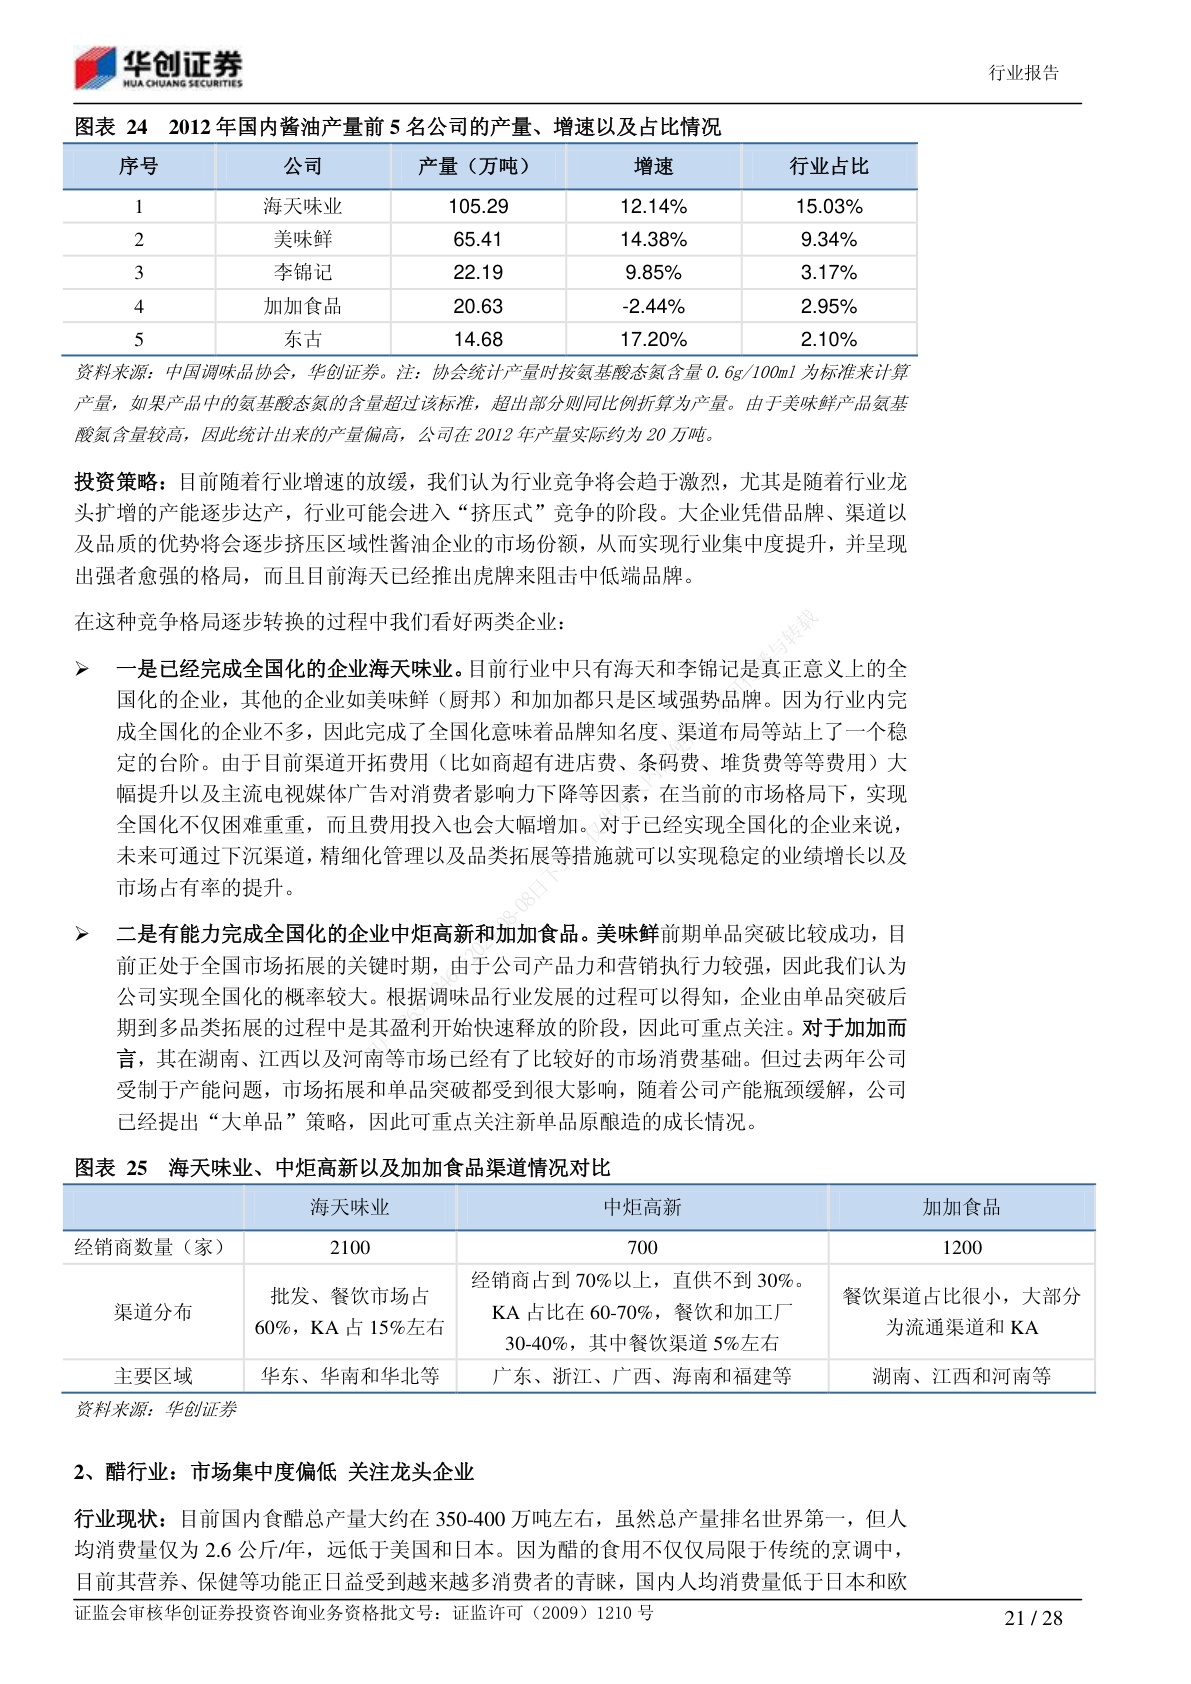 华创证券
HUA CHUANG SECURITIES
行业报告
图表 24 2012 年国内酱油产量前 5 名公司的产量、增速以及占比情况
序号 公司 产量（万吨） 增速 行业占比
1 海天味业 105.29 12.14% 15.03%
2 美味鲜 65.41 14.38% 9.34%
3 李锦记 22.19 9.85% 3.17%
4 加加食品 20.63 -2.44% 2.95%
5 东古 14.68 17.20% 2.10%
资料来源：中国调味品协会，华创证券。注：协会统计产量时按氨基酸态氮含量 0.6g/100ml 为标准来计算
产量，如果产品中的氨基酸态氮的含量超过该标准，超出部分则同比例折算为产量。由于美味鲜产品氨基
酸氮含量较高，因此统计出来的产量偏高，公司在 2012 年产量实际约为 20 万吨。
投资策略：目前随着行业增速的放缓，我们认为行业竞争将会趋于激烈，尤其是随着行业龙
头扩增的产能逐步达产，行业可能会进入“挤压式”竞争的阶段。大企业凭借品牌、渠道以
及品质的优势将会逐步挤压区域性酱油企业的市场份额，从而实现行业集中度提升，并呈现
出强者愈强的格局，而且目前海天已经推出虎牌来阻击中低端品牌。
在这种竞争格局逐步转换的过程中我们看好两类企业：
➢ 一是已经完成全国化的企业海天味业。目前行业中只有海天和李锦记是真正意义上的全
国化的企业，其他的企业如美味鲜（厨邦）和加加都只是区域强势品牌。因为行业内完
成全国化的企业不多，因此完成了全国化意味着品牌知名度、渠道布局等站上了一个稳
定的台阶。由于目前渠道开拓费用（比如商超有进店费、条码费、堆货费等等费用）大
幅提升以及主流电视媒体广告对消费者影响力下降等因素，在当前的市场格局下，实现
全国化不仅困难重重，而且费用投入也会大幅增加。对于已经实现全国化的企业来说，
未来可通过下沉渠道，精细化管理以及品类拓展等措施就可以实现稳定的业绩增长以及
市场占有率的提升。
➢ 二是有能力完成全国化的企业中炬高新和加加食品。美味鲜前期单品突破比较成功，目
前正处于全国市场拓展的关键时期，由于公司产品力和营销执行力较强，因此我们认为
公司实现全国化的概率较大。根据调味品行业发展的过程可以得知，企业由单品突破后
期到多品类拓展的过程中是其盈利开始快速释放的阶段，因此可重点关注。对于加加而
言，其在湖南、江西以及河南等市场已经有了比较好的市场消费基础。但过去两年公司
受制于产能问题，市场拓展和单品突破都受到很大影响，随着公司产能瓶颈缓解，公司
已经提出“大单品”策略，因此可重点关注新单品原酿造的成长情况。
图表 25 海天味业、中炬高新以及加加食品渠道情况对比
海天味业 中炬高新 加加食品
经销商数量（家） 2100 700 1200
渠道分布
批发、餐饮市场占
60%，KA 占 15%左右
经销商占到 70%以上，直供不到 30%。
KA 占比在 60-70%，餐饮和加工厂
30-40%，其中餐饮渠道 5%左右
餐饮渠道占比很小，大部分
为流通渠道和 KA
主要区域 华东、华南和华北等 广东、浙江、广西、海南和福建等 湖南、江西和河南等
资料来源：华创证券
2、醋行业：市场集中度偏低 关注龙头企业
行业现状：目前国内食醋总产量大约在 350-400 万吨左右，虽然总产量排名世界第一，但人
均消费量仅为 2.6 公斤/年，远低于美国和日本。因为醋的食用不仅仅局限于传统的烹调中，
目前其营养、保健等功能正日益受到越来越多消费者的青睐，国内人均消费量低于日本和欧
证监会审核华创证券投资咨询业务资格批文号：证监许可（2009）1210 号
21 / 28